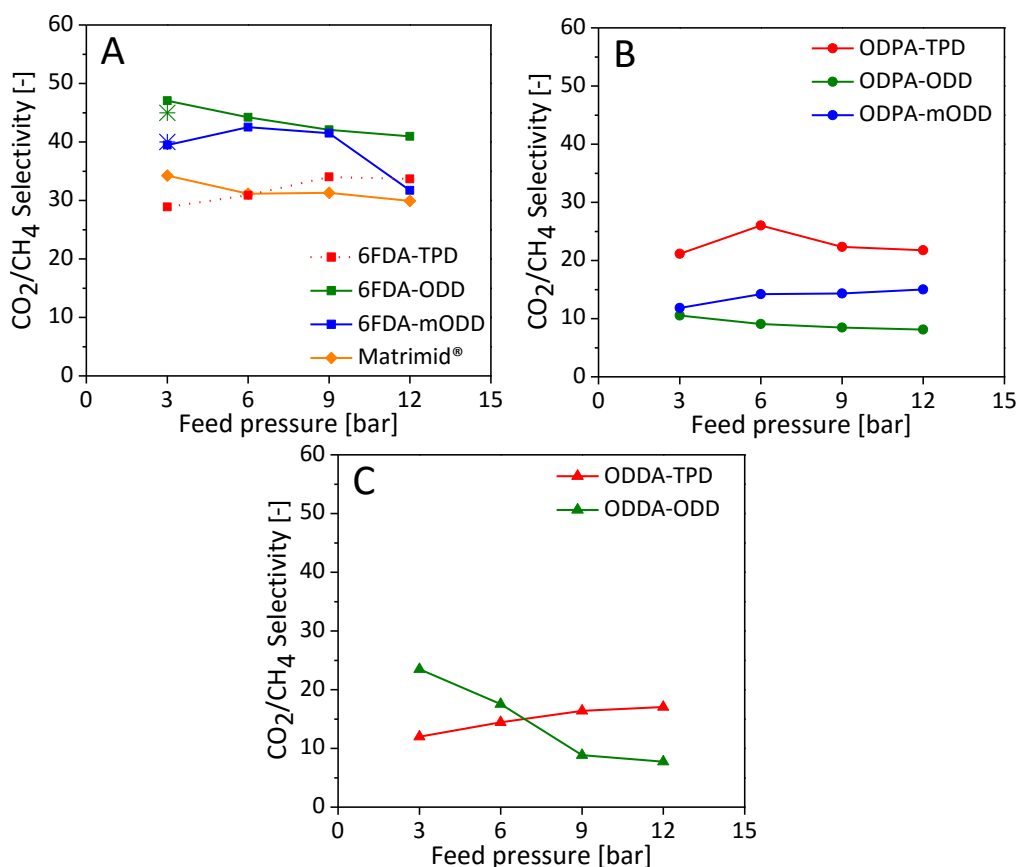 A
60
50
40
30
20
10
0
CO₂/CH₄ Selectivity [-]
6FDA-TPD
6FDA-ODD
6FDA-mODD
Matrimid®
0 3 6 9 12 15
Feed pressure [bar]
B
60
50
40
30
20
10
0
CO₂/CH₄ Selectivity [-]
ODPA-TPD
ODPA-ODD
ODPA-mODD
0 3 6 9 12 15
Feed pressure [bar]
C
60
50
40
30
20
10
0
CO₂/CH₄ Selectivity [-]
ODDA-TPD
ODDA-ODD
0 3 6 9 12 15
Feed pressure [bar]